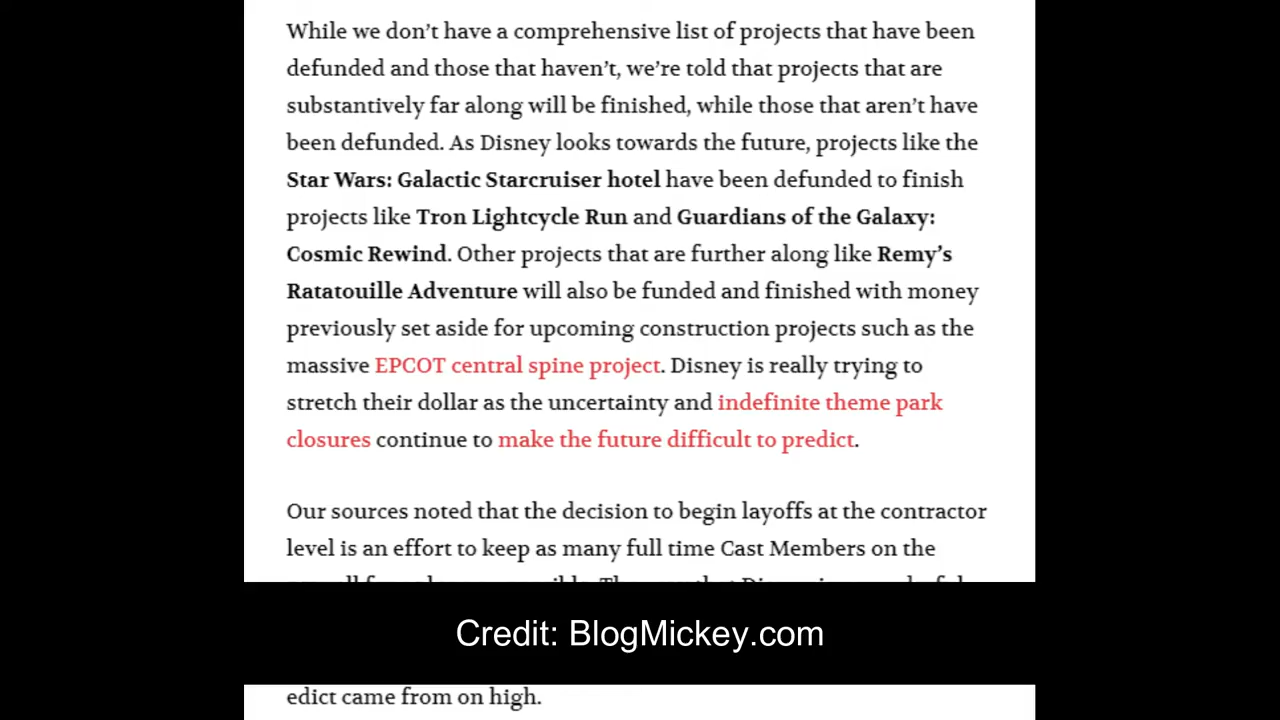 While we don’t have a comprehensive list of projects that have been
defunded and those that haven’t, we’re told that projects that are
substantively far along will be finished, while those that aren’t have
been defunded. As Disney looks towards the future, projects like the
Star Wars: Galactic Starcruiser hotel have been defunded to finish
projects like Tron Lightcycle Run and Guardians of the Galaxy:
Cosmic Rewind. Other projects that are further along like Remy’s
Ratatouille Adventure will also be funded and finished with money
previously set aside for upcoming construction projects such as the
massive EPCOT central spine project. Disney is really trying to
stretch their dollar as the uncertainty and indefinite theme park
closures continue to make the future difficult to predict.
Our sources noted that the decision to begin layoffs at the contractor
level is an effort to keep as many full time Cast Members on the
Credit: BlogMickey.com
edict came from on high.